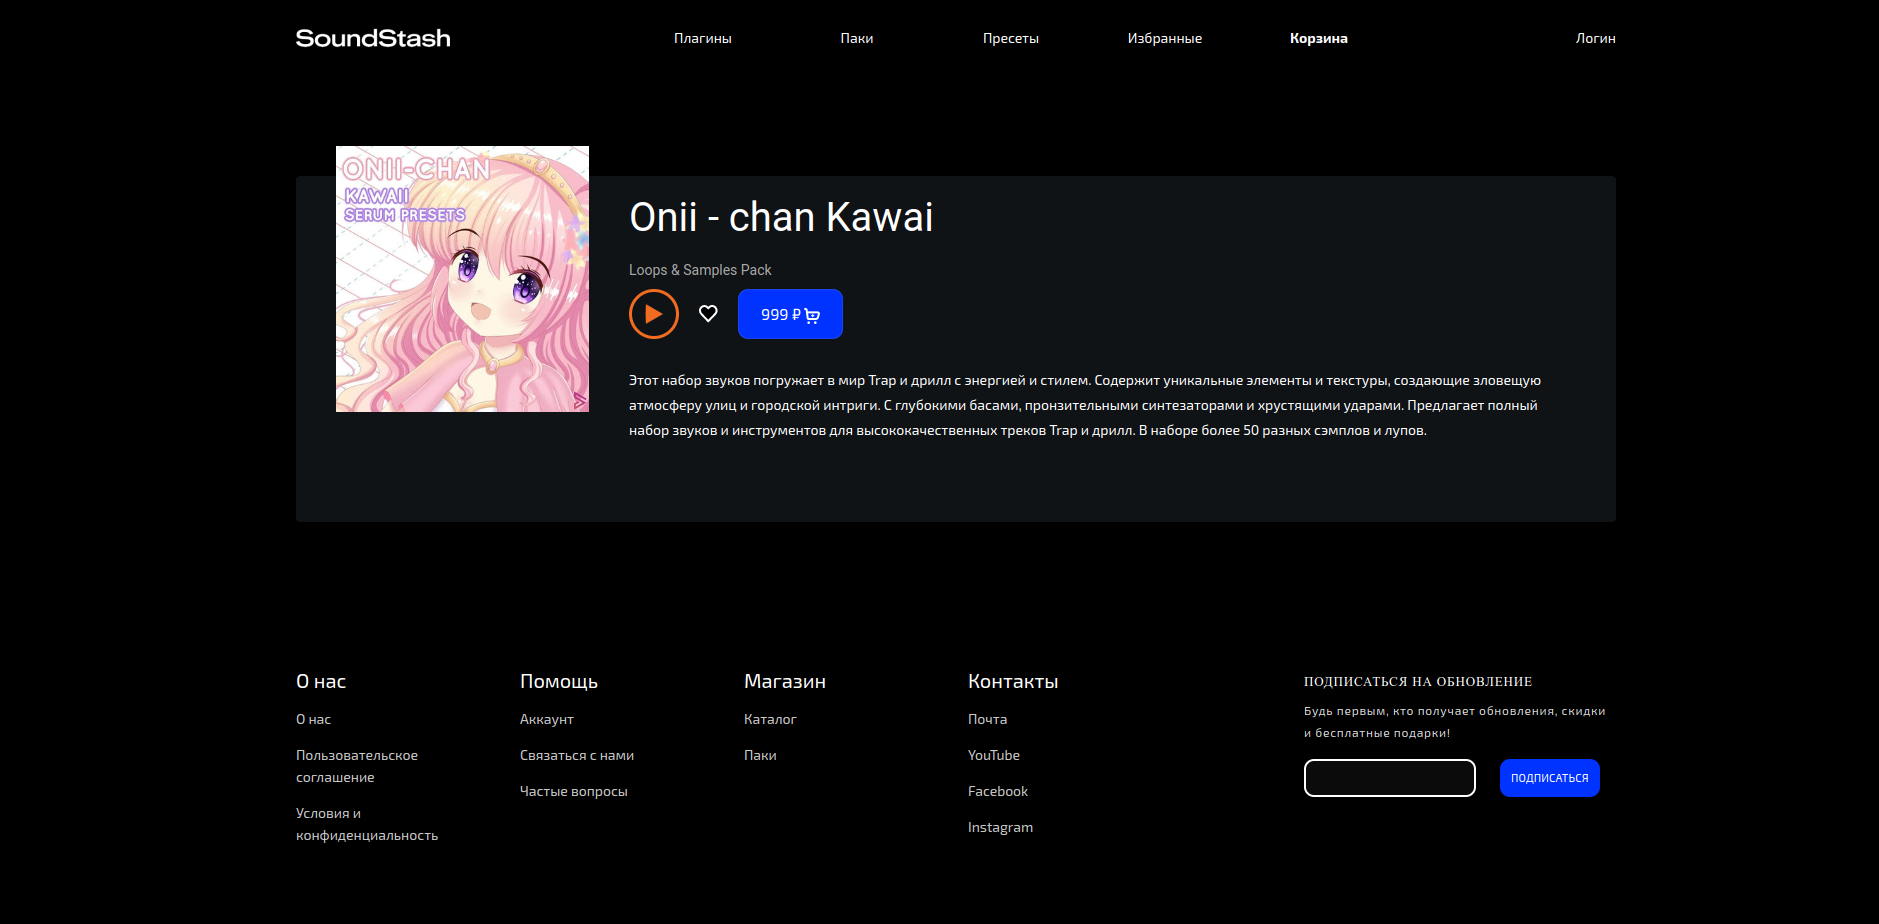 SoundStash
Плагины
Паки
Пресеты
Избранные
Корзина
Логин
ONII-CHAN
KAWAII
SERUM PRESETS
Onii - chan Kawai
Loops & Samples Pack
999 ₽
Этот набор звуков погружает в мир Trap и дрилл с энергией и стилем. Содержит уникальные элементы и текстуры, создающие зловещую
атмосферу улиц и городской интриги. С глубокими басами, пронзительными синтезаторами и хрустящими ударами. Предлагает полный
набор звуков и инструментов для высококачественных треков Trap и дрилл. В наборе более 50 разных сэмплов и лупов.
О нас
О нас
Пользовательское
соглашение
Условия и
конфиденциальность
Помощь
Аккаунт
Связаться с нами
Частые вопросы
Магазин
Каталог
Паки
Контакты
Почта
YouTube
Facebook
Instagram
ПОДПИСАТЬСЯ НА ОБНОВЛЕНИЕ
Будь первым, кто получает обновления, скидки
и бесплатные подарки!
ПОДПИСАТЬСЯ